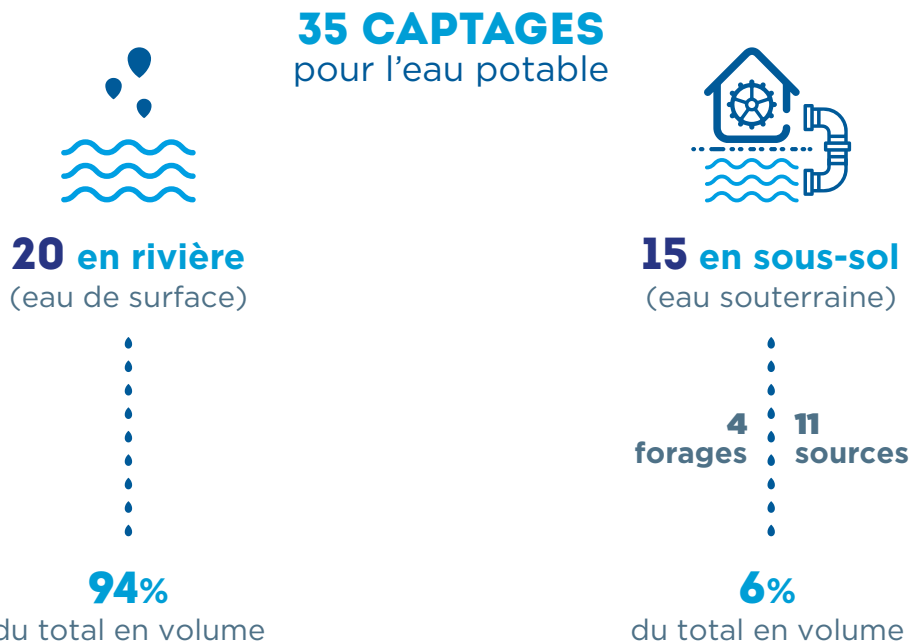 35 CAPTAGES
pour l'eau potable
20 en rivière
(eau de surface)
15 en sous-sol
(eau souterraine)
4
forages
11
sources
94%
du total en volume
6%
du total en volume